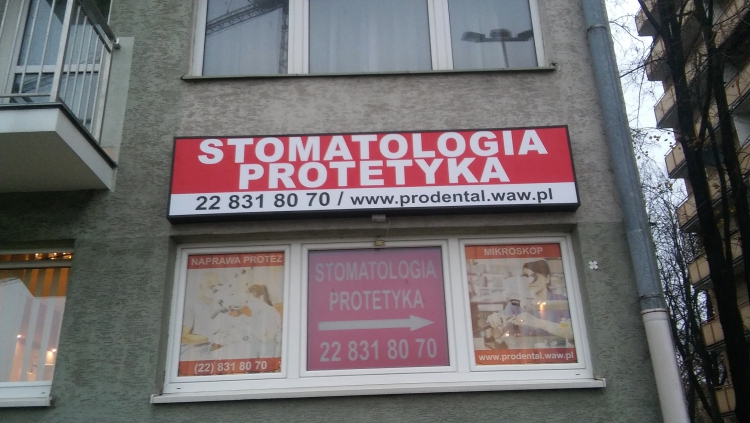 STOMATOLOGIA
PROTETYKA
22 831 80 70 / www.prodental.waw.pl
NAPRAWA PROTEZ
(22) 831 80 70
STOMATOLOGIA
PROTETYKA
22 831 80 70
MIKROSKOP
www.prodental.waw.pl